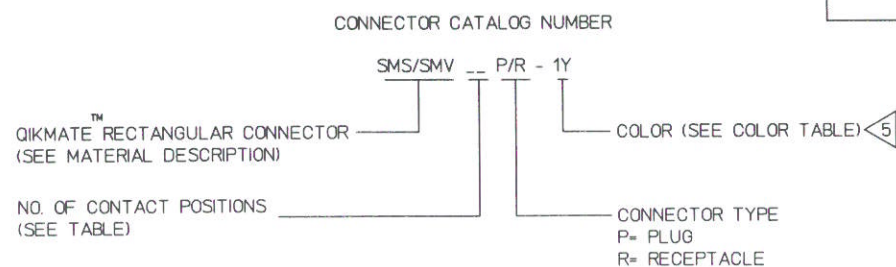 CONNECTOR CATALOG NUMBER
SMS/SMV __ P/R - 1Y
QIKMATE™ RECTANGULAR CONNECTOR
(SEE MATERIAL DESCRIPTION)
COLOR (SEE COLOR TABLE) 5
NO. OF CONTACT POSITIONS
(SEE TABLE)
CONNECTOR TYPE
P= PLUG
R= RECEPTACLE